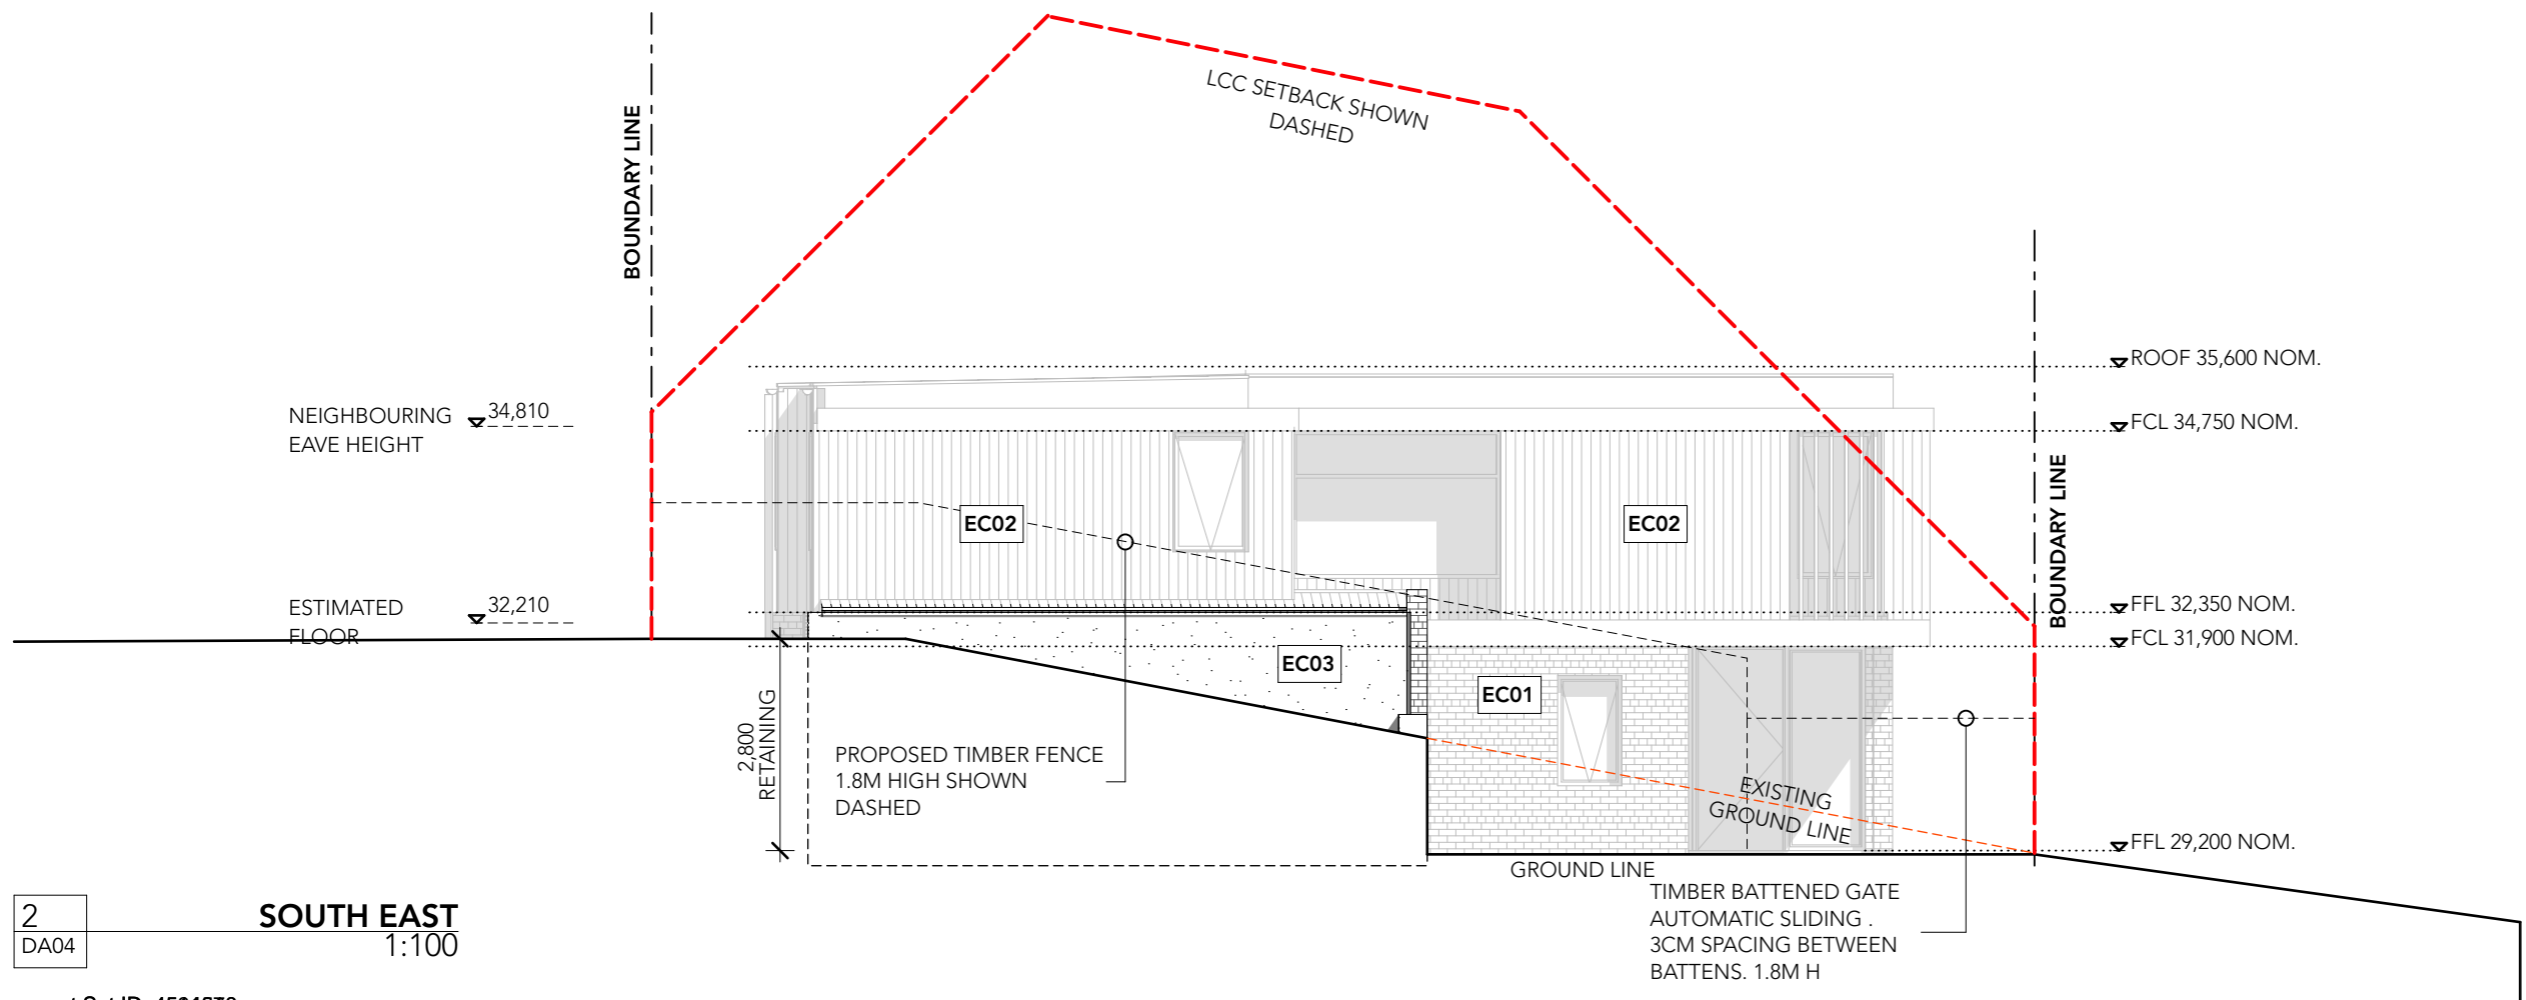 LCC SETBACK SHOWN
DASHED
BOUNDARY LINE
ROOF 35,600 NOM.
NEIGHBOURING
EAVE HEIGHT
34,810
FCL 34,750 NOM.
BOUNDARY LINE
EC02
EC02
ESTIMATED
FLOOR
32,210
FFL 32,350 NOM.
FCL 31,900 NOM.
EC03
EC01
2,800
RETAINING
PROPOSED TIMBER FENCE
1.8M HIGH SHOWN
DASHED
EXISTING
GROUND LINE
FFL 29,200 NOM.
GROUND LINE
TIMBER BATTENED GATE
AUTOMATIC SLIDING .
3CM SPACING BETWEEN
BATTENS. 1.8M H
2
DA04
SOUTH EAST
1:100